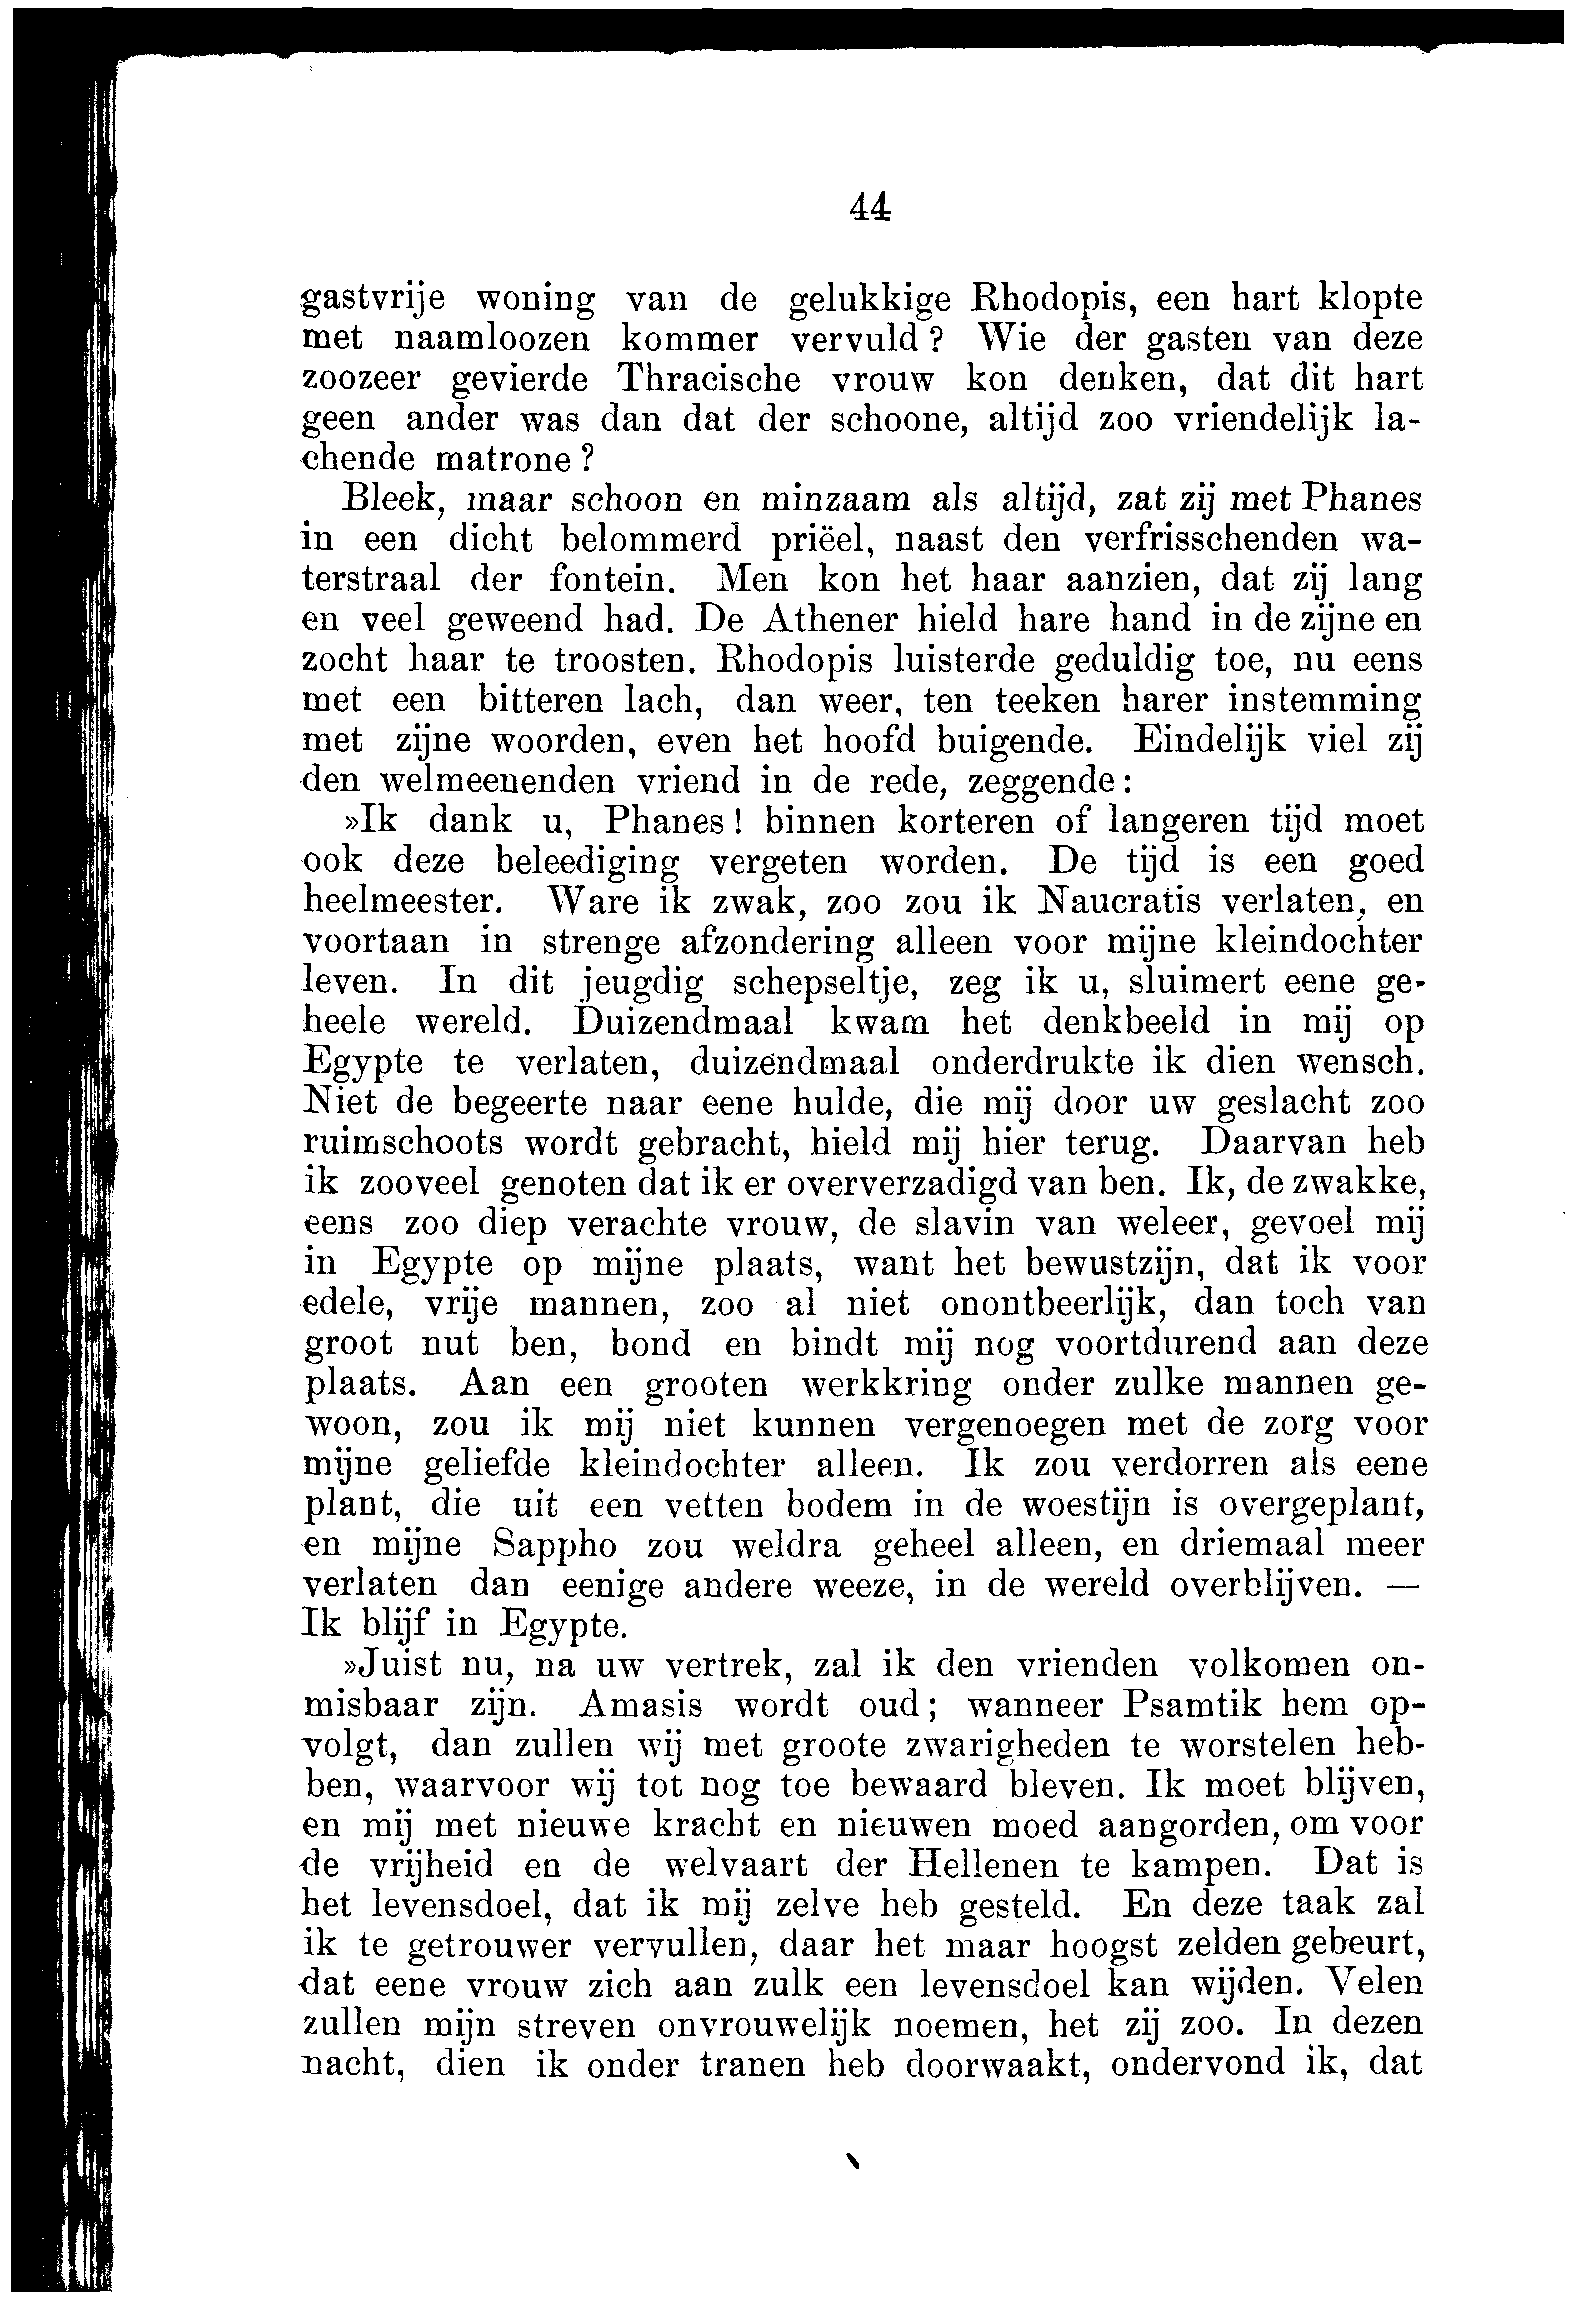 44
gastvrije woning van de gelukkige Rhodopis, een hart klopte
met naamloozen kommer vervuld? Wie der gasten van deze
zoozeer gevierde Thracische vrouw kon denken, dat dit hart
geen ander was dan dat der schoone, altijd zoo vriendelijk la-
chende matrone?
Bleek, maar schoon en minzaam als altijd, zat zij met Phanes
in een dicht belommerd priëel, naast den verfrisschenden wa-
terstraal der fontein. Men kon het haar aanzien, dat zij lang
en veel geweend had. De Athener hield hare hand in de zijne en
zocht haar te troosten. Rhodopis luisterde geduldig toe, nu eens
met een bitteren lach, dan weer, ten teeken harer instemming
met zijne woorden, even het hoofd buigende. Eindelijk viel zij
den welmeenenden vriend in de rede, zeggende:
»Ik dank u, Phanes! binnen korteren of langeren tijd moet
ook deze beleediging vergeten worden. De tijd is een goed
heelmeester. Ware ik zwak, zoo zou ik Naucratis verlaten, en
voortaan in strenge afzondering alleen voor mijne kleindochter
leven. In dit jeugdig schepseltje, zeg ik u, sluimert eene ge-
heele wereld. Duizendmaal kwam het denkbeeld in mij op
Egypte te verlaten, duizendmaal onderdrukte ik dien wensch.
Niet de begeerte naar eene hulde, die mij door uw geslacht zoo
ruimschoots wordt gebracht, hield mij hier terug. Daarvan heb
ik zooveel genoten dat ik er oververzadigd van ben. Ik, de zwakke,
eens zoo diep verachte vrouw, de slavin van weleer, gevoel mij
in Egypte op mijne plaats, want het bewustzijn, dat ik voor
edele, vrije mannen, zoo al niet onontbeerlijk, dan toch van
groot nut ben, bond en bindt mij nog voortdurend aan deze
plaats. Aan een grooten werkkring onder zulke mannen ge-
woon, zou ik mij niet kunnen vergenoegen met de zorg voor
mijne geliefde kleindochter alleen. Ik zou verdorren als eene
plant, die uit een vetten bodem in de woestijn is overgeplant,
en mijne Sappho zou weldra geheel alleen, en driemaal meer
verlaten dan eenige andere weeze, in de wereld overblijven. —
Ik blijf in Egypte.
»Juist nu, na uw vertrek, zal ik den vrienden volkomen on-
misbaar zijn. Amasis wordt oud; wanneer Psamtik hem op-
volgt, dan zullen wij met groote zwarigheden te worstelen heb-
ben, waarvoor wij tot nog toe bewaard bleven. Ik moet blijven,
en mij met nieuwe kracht en nieuwen moed aangorden, om voor
de vrijheid en de welvaart der Hellenen te kampen. Dat is
het levensdoel, dat ik mij zelve heb gesteld. En deze taak zal
ik te getrouwer vervullen, daar het maar hoogst zelden gebeurt,
dat eene vrouw zich aan zulk een levensdoel kan wijden. Velen
zullen mijn streven onvrouwelijk noemen, het zij zoo. In dezen
nacht, dien ik onder tranen heb doorwaakt, ondervond ik, dat